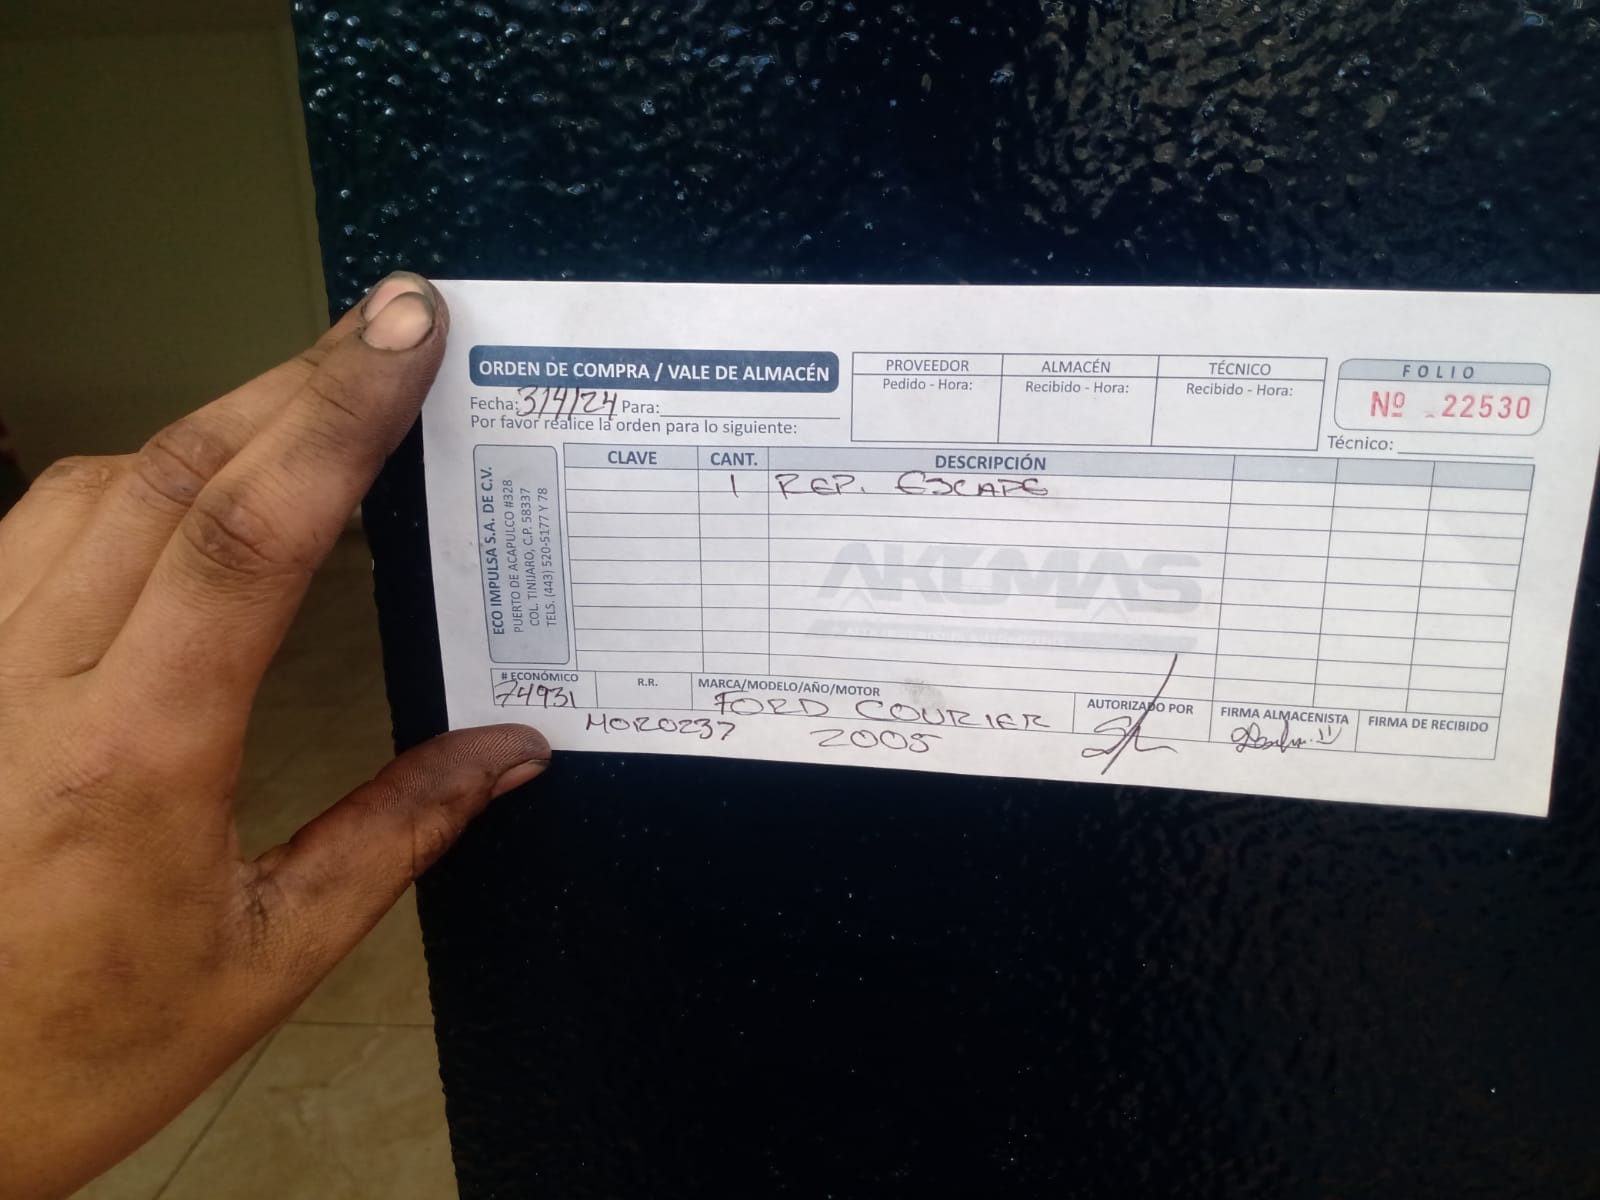 ORDEN DE COMPRA / VALE DE ALMACÉN
Fecha: 3/4/24 Para:
Por favor realice la orden para lo siguiente:
PROVEEDOR ALMACÉN TÉCNICO
Pedido - Hora: Recibido - Hora: Recibido - Hora:
FOLIO
Nº 22530
Técnico:
ECO IMPULSA S.A. DE C.V.
PUERTO DE ACAPULCO #328
COL. TINIJARO, C.P. 58337
TELS. (443) 520-5177 Y 78
CLAVE CANT. DESCRIPCIÓN
1 REP. ESCAPE
AKOMAS
# ECONÓMICO R.R. MARCA/MODELO/AÑO/MOTOR AUTORIZADO POR FIRMA ALMACENISTA FIRMA DE RECIBIDO
74931 FORD COURIER
MOR0237 2005